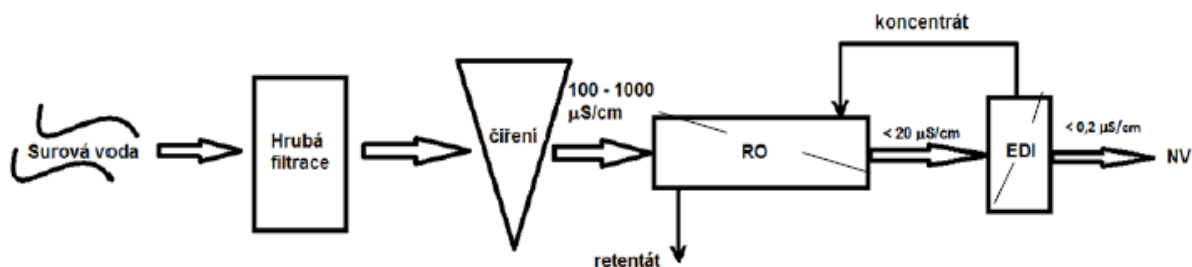 koncentrát
100 - 1000
µS/cm
Surová voda
Hrubá
filtrace
čiření
RO
< 20 µS/cm
EDI
< 0,2 µS/cm
NV
retentát